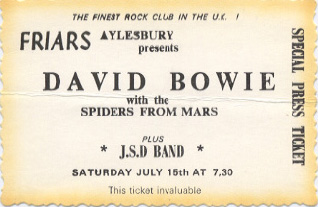 THE FINEST ROCK CLUB IN THE U.K. !
FRIARS AYLESBURY
presents
DAVID BOWIE
with the
SPIDERS FROM MARS
PLUS
* J.S.D BAND *
SATURDAY JULY 15th AT 7,30
This ticket invaluable
SPECIAL PRESS TICKET